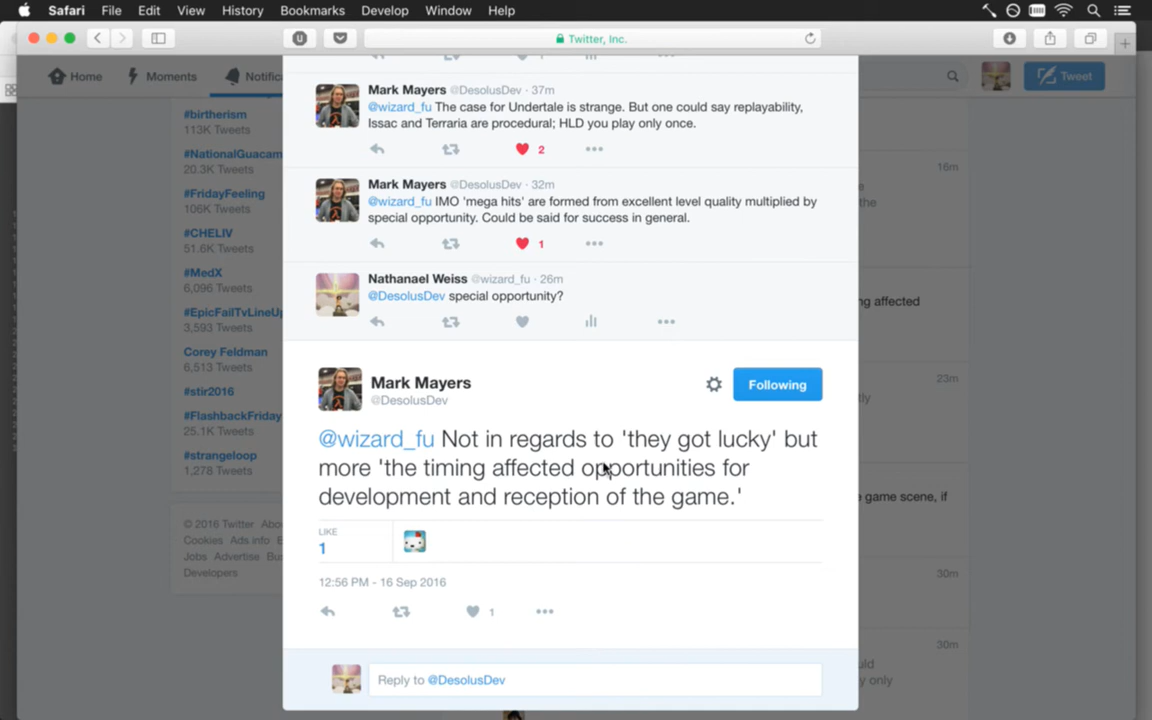 Safari File Edit View History Bookmarks Develop Window Help
Twitter, Inc.
Home Moments Notific Tweet
#birtherism
113K Tweets
#NationalGuacam
20.3K Tweets
#FridayFeeling
106K Tweets
#CHELIV
51.6K Tweets
#MedX
6,096 Tweets
#EpicFailTvLineUp
3,593 Tweets
Corey Feldman
6,513 Tweets
#stir2016
#FlashbackFriday
25.1K Tweets
#strangeloop
1,278 Tweets
© 2016 Twitter Abou
Cookies Ads info
Jobs Advertise Bus
Developers
Mark Mayers @DesolusDev · 37m
@wizard_fu The case for Undertale is strange. But one could say replayability,
Issac and Terraria are procedural; HLD you play only once.
2
Mark Mayers @DesolusDev · 32m
@wizard_fu IMO 'mega hits' are formed from excellent level quality multiplied by
special opportunity. Could be said for success in general.
1
Nathanael Weiss @wizard_fu · 26m
@DesolusDev special opportunity?
Mark Mayers
@DesolusDev
Following
@wizard_fu Not in regards to 'they got lucky' but
more 'the timing affected opportunities for
development and reception of the game.'
LIKE
1
12:56 PM - 16 Sep 2016
1
Reply to @DesolusDev
16m
the
ng affected
23m
tly
e game scene, if
30m
30m
uld
y only